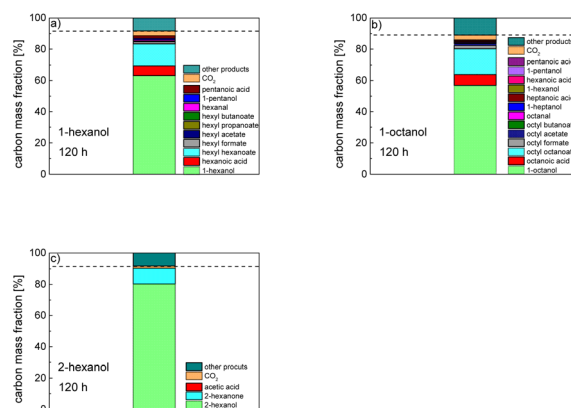 a)
carbon mass fraction [%]
100
80
60
40
20
0
1-hexanol
120 h
other products
CO2
pentanoic acid
1-pentanol
hexanal
hexyl butanoate
hexyl propanoate
hexyl acetate
hexyl formate
hexyl hexanoate
hexanoic acid
1-hexanol
b)
carbon mass fraction [%]
100
80
60
40
20
0
1-octanol
120 h
other products
CO2
pentanoic acid
1-pentanol
hexanoic acid
1-hexanol
heptanoic acid
1-heptanol
octanal
octyl butanoate
octyl acetate
octyl formate
octyl octanoate
octanoic acid
1-octanol
c)
carbon mass fraction [%]
100
80
60
40
20
0
2-hexanol
120 h
other procuts
CO2
acetic acid
2-hexanone
2-hexanol